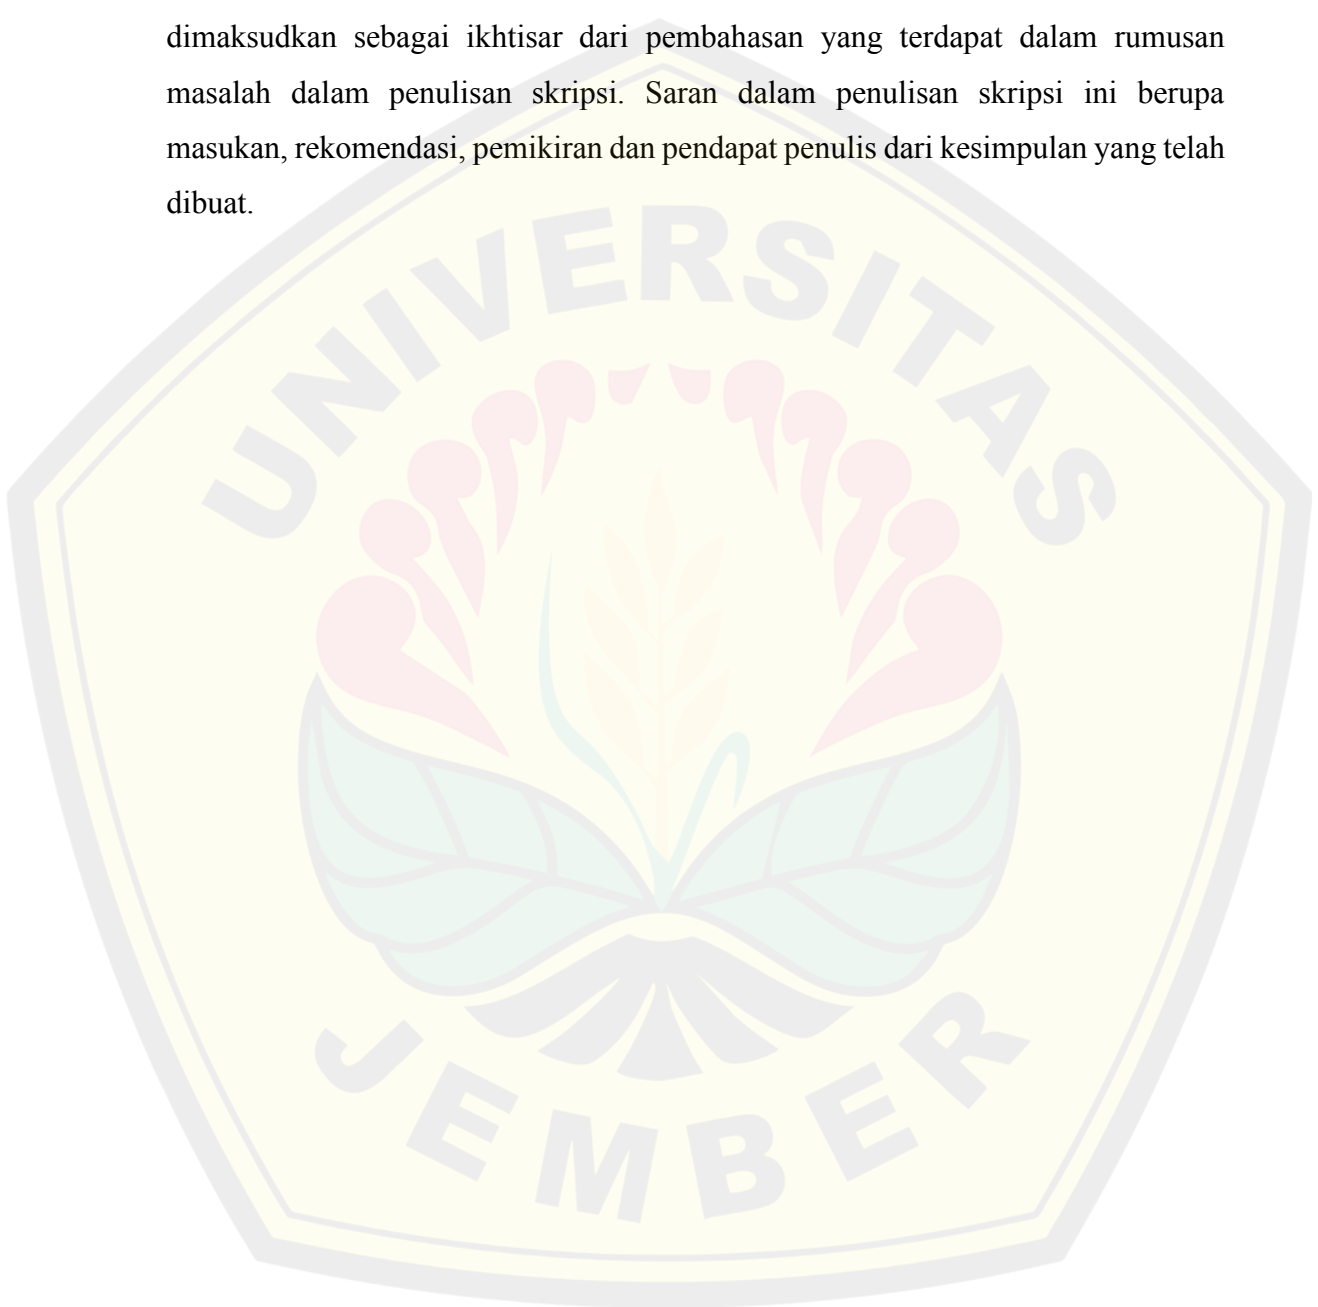 dimaksudkan sebagai ikhtisar dari pembahasan yang terdapat dalam rumusan
masalah dalam penulisan skripsi. Saran dalam penulisan skripsi ini berupa
masukan, rekomendasi, pemikiran dan pendapat penulis dari kesimpulan yang telah
dibuat.
UNIVERSITAS
JEMBER